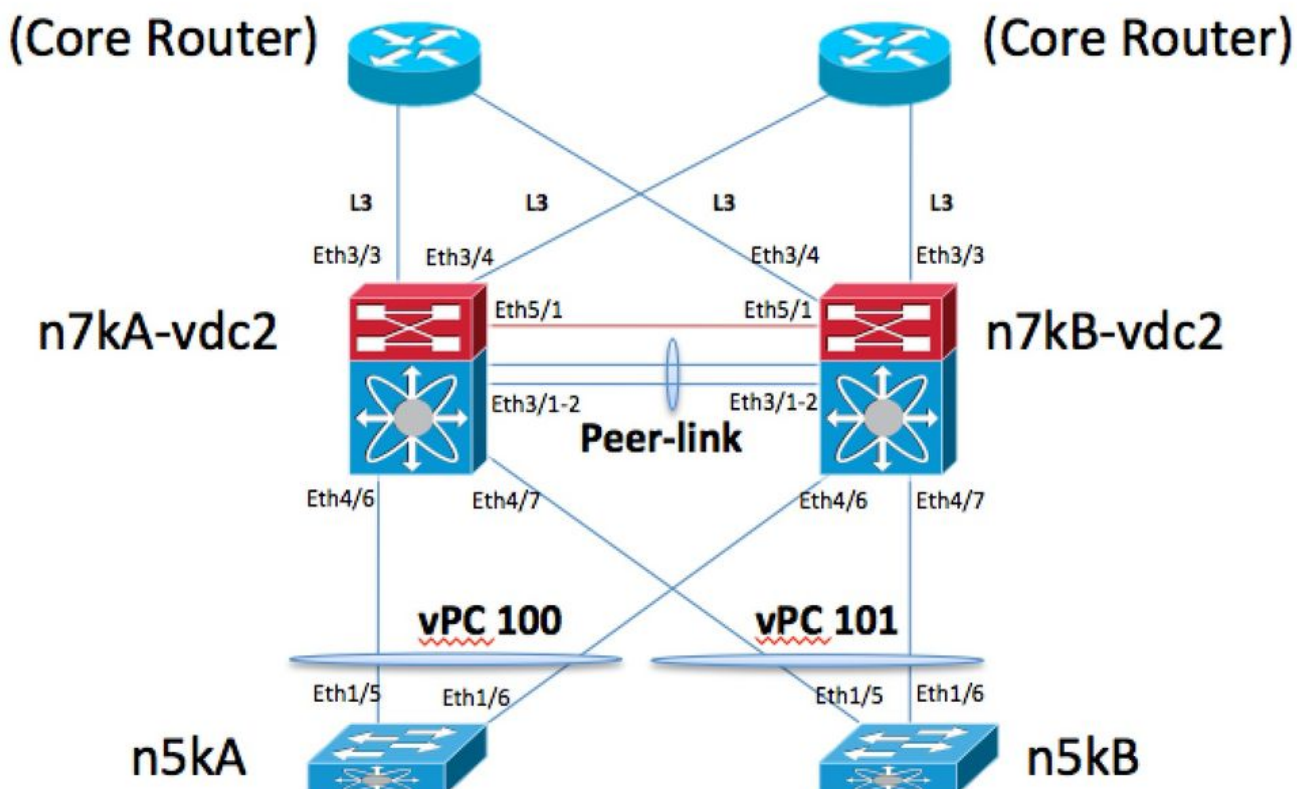 (Core Router)
(Core Router)
L3
L3
L3
L3
Eth3/3
Eth3/4
Eth3/4
Eth3/3
n7kA-vdc2
Eth5/1
Eth5/1
n7kB-vdc2
Eth3/1-2
Eth3/1-2
Peer-link
Eth4/6
Eth4/7
Eth4/6
Eth4/7
vPC 100
vPC 101
Eth1/5
Eth1/6
Eth1/5
Eth1/6
n5kA
n5kB